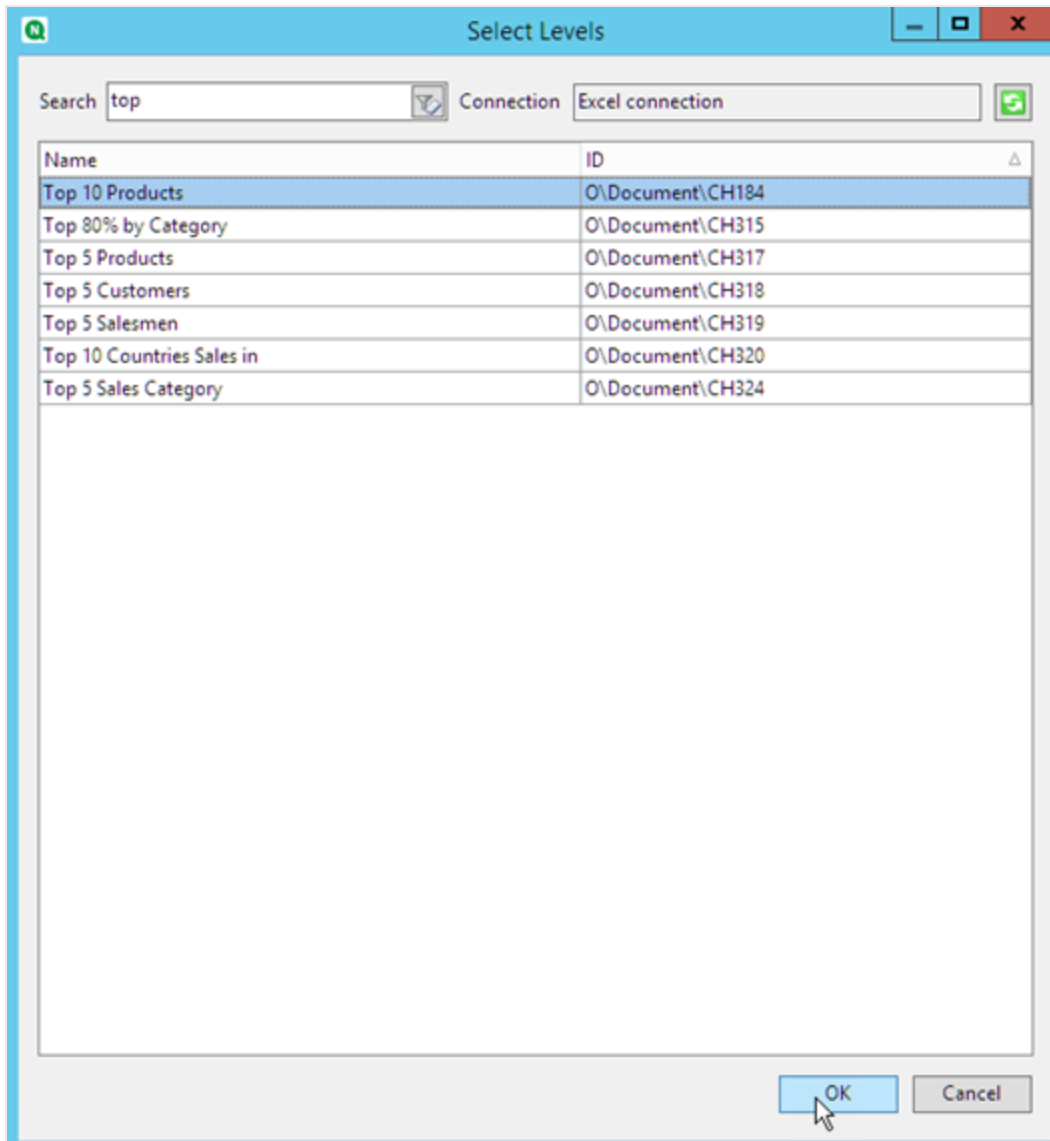 Select Levels
Search top Connection Excel connection
Name ID
Top 10 Products O\Document\CH184
Top 80% by Category O\Document\CH315
Top 5 Products O\Document\CH317
Top 5 Customers O\Document\CH318
Top 5 Salesmen O\Document\CH319
Top 10 Countries Sales in O\Document\CH320
Top 5 Sales Category O\Document\CH324
OK Cancel